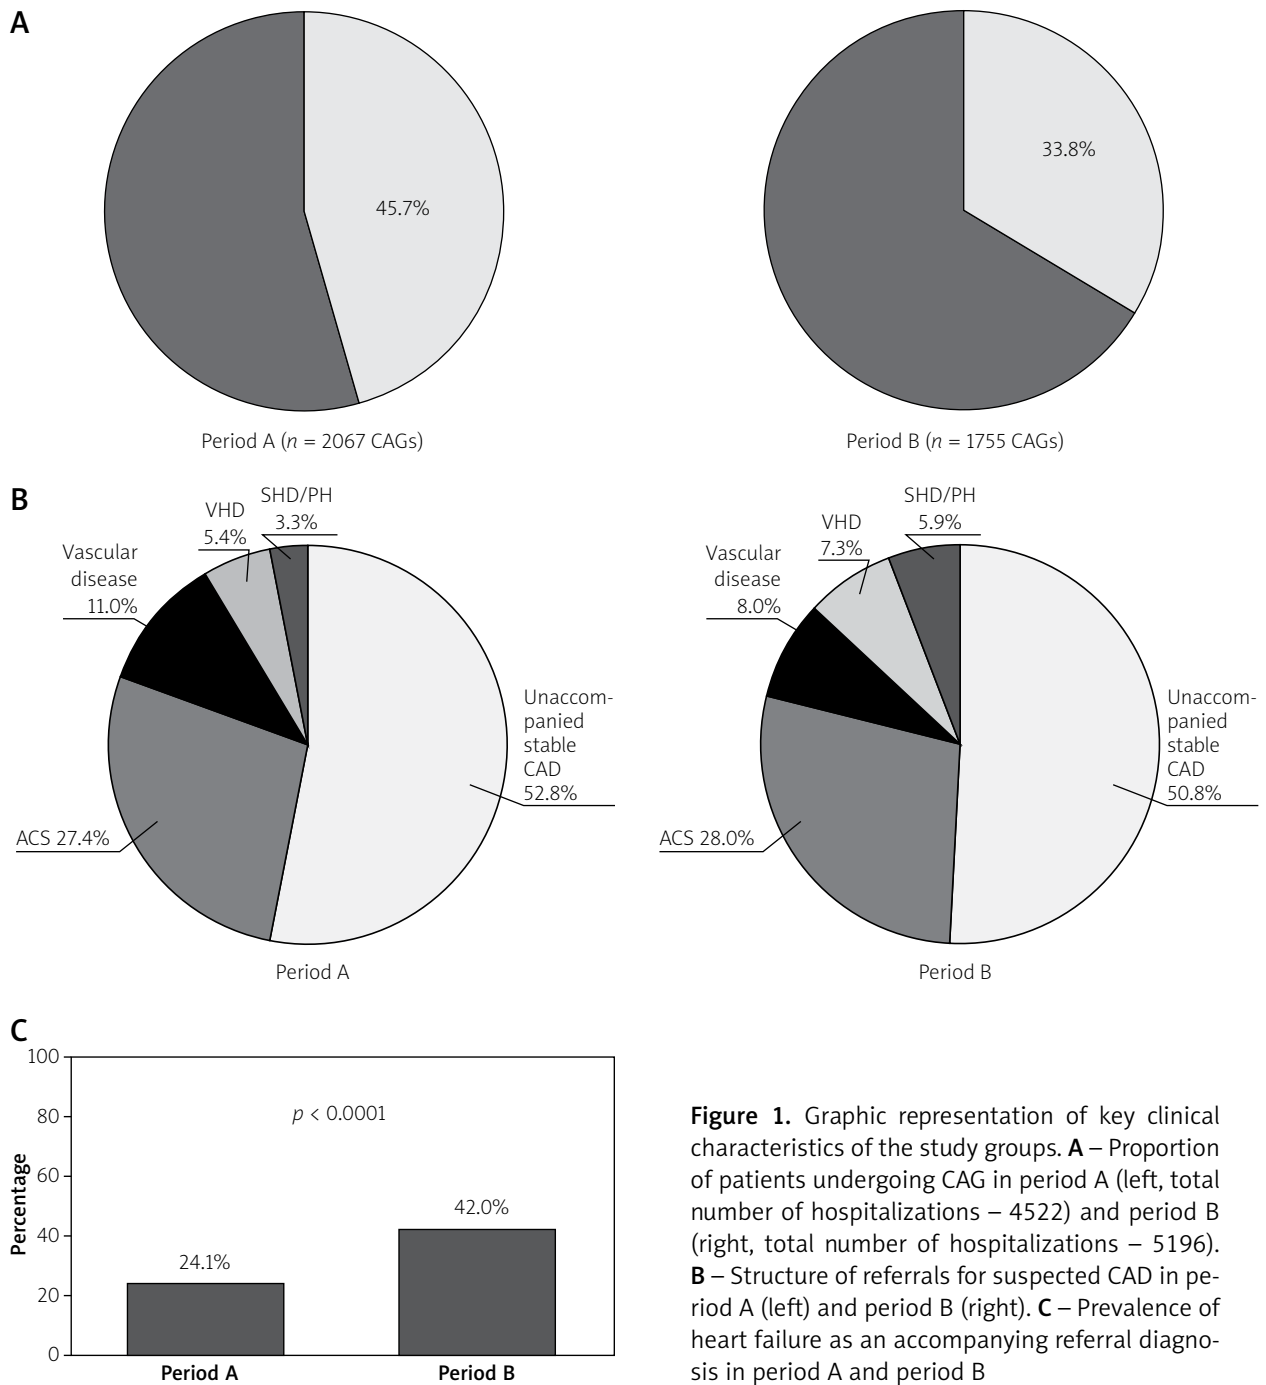 A
45.7%
33.8%
Period A (n = 2067 CAGs)
Period B (n = 1755 CAGs)
B
SHD/PH
3.3%
VHD
5.4%
Vascular
disease
11.0%
Unaccom-
panied
stable
CAD
52.8%
ACS 27.4%
Period A
SHD/PH
5.9%
VHD
7.3%
Vascular
disease
8.0%
Unaccom-
panied
stable
CAD
50.8%
ACS 28.0%
Period B
C
Percentage
100
80
60
40
20
0
p < 0.0001
24.1%
42.0%
Period A
Period B
Figure 1. Graphic representation of key clinical
characteristics of the study groups. A – Proportion
of patients undergoing CAG in period A (left, total
number of hospitalizations – 4522) and period B
(right, total number of hospitalizations – 5196).
B – Structure of referrals for suspected CAD in pe-
riod A (left) and period B (right). C – Prevalence of
heart failure as an accompanying referral diagno-
sis in period A and period B